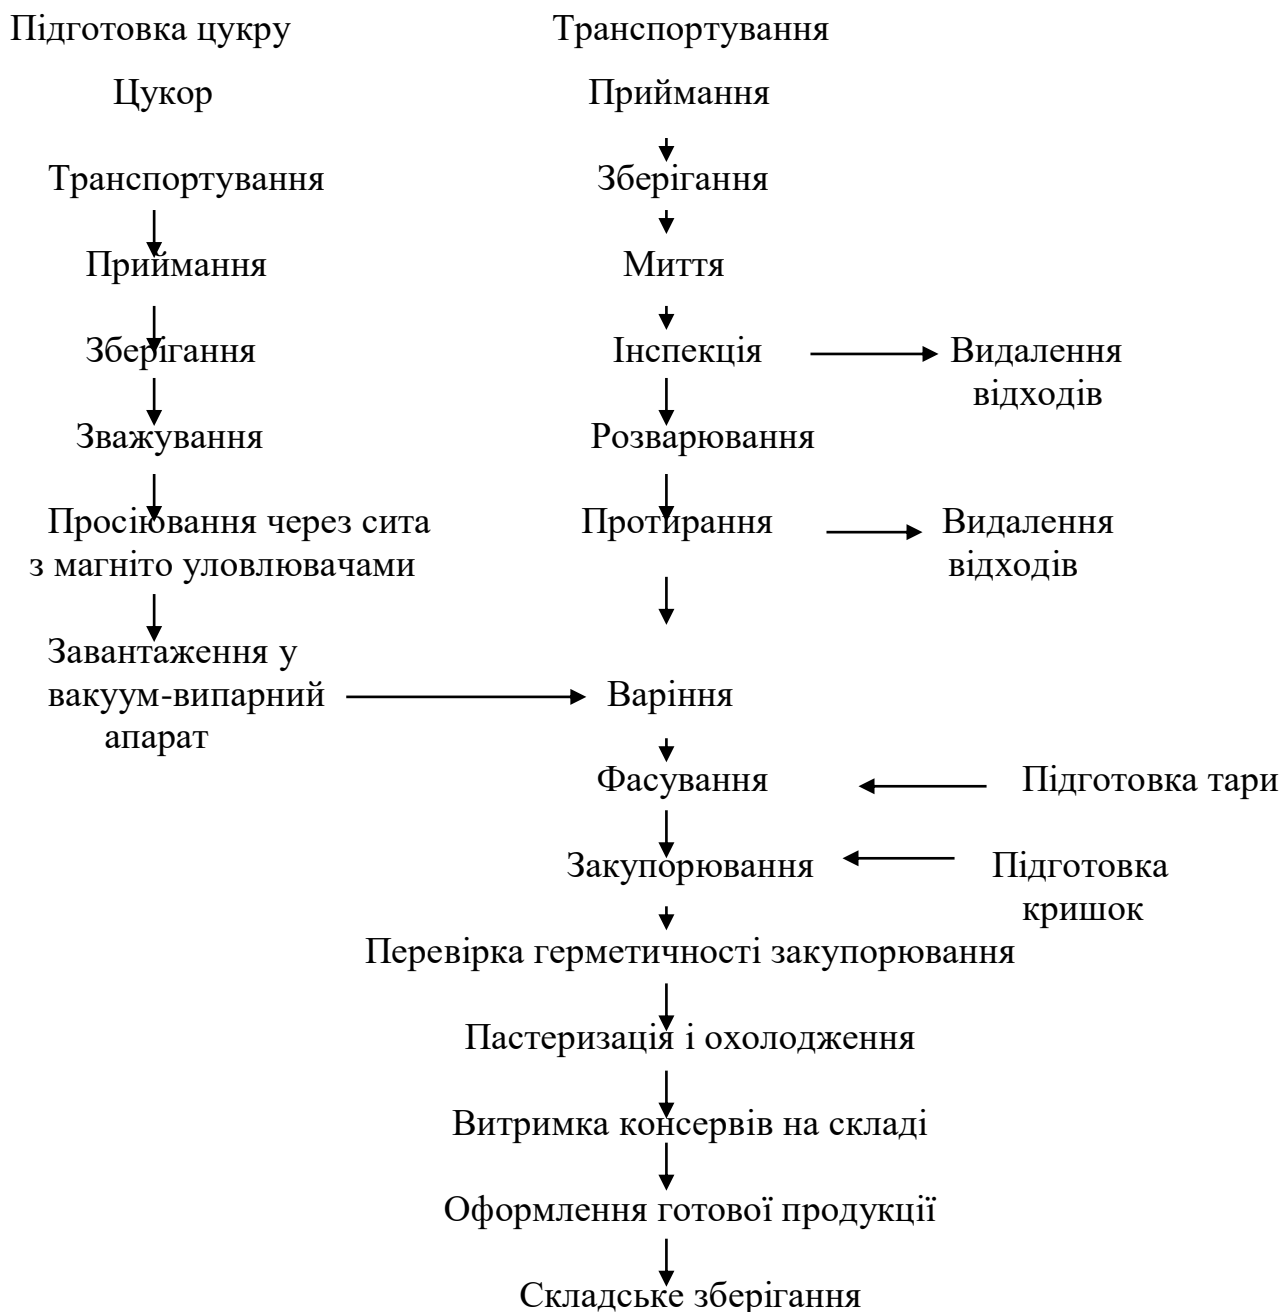 Підготовка цукру
Транспортування
Цукор
Приймання
Транспортування
Зберігання
Приймання
Миття
Зберігання
Інспекція
Видалення
відходів
Зважування
Розварювання
Просіювання через сита
з магніто уловлювачами
Протирання
Видалення
відходів
Завантаження у
вакуум-випарний
апарат
Варіння
Фасування
Підготовка тари
Закупорювання
Підготовка
кришок
Перевірка герметичності закупорювання
Пастеризація і охолодження
Витримка консервів на складі
Оформлення готової продукції
Складське зберігання